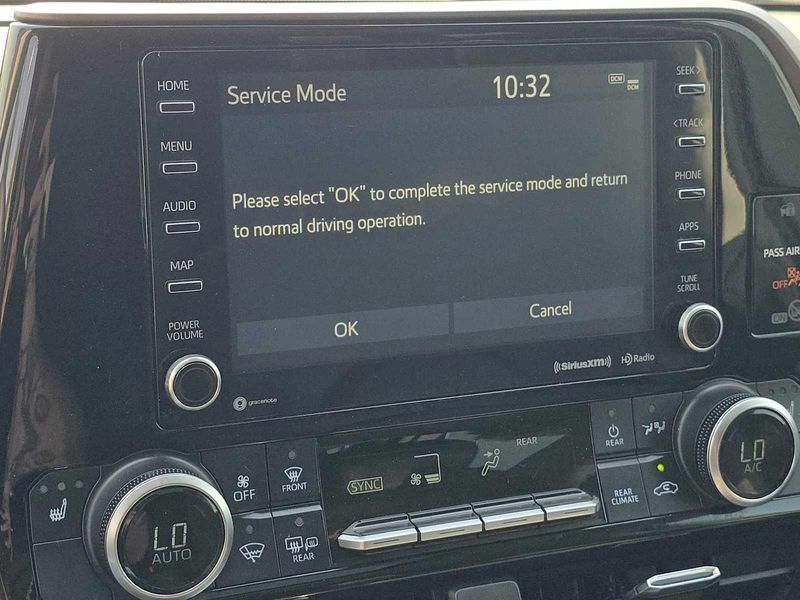 HOME
MENU
AUDIO
MAP
POWER
VOLUME
Service Mode
10:32
DCM
DCM
Please select "OK" to complete the service mode and return
to normal driving operation.
OK
Cancel
SEEK>
<TRACK
PHONE
APPS
TUNE
SCROLL
gracenote
((SiriusXM))
HD Radio
PASS AIR
OFF
ON
LO
AUTO
OFF
FRONT
REAR
SYNC
REAR
REAR
REAR
CLIMATE
LO
A/C